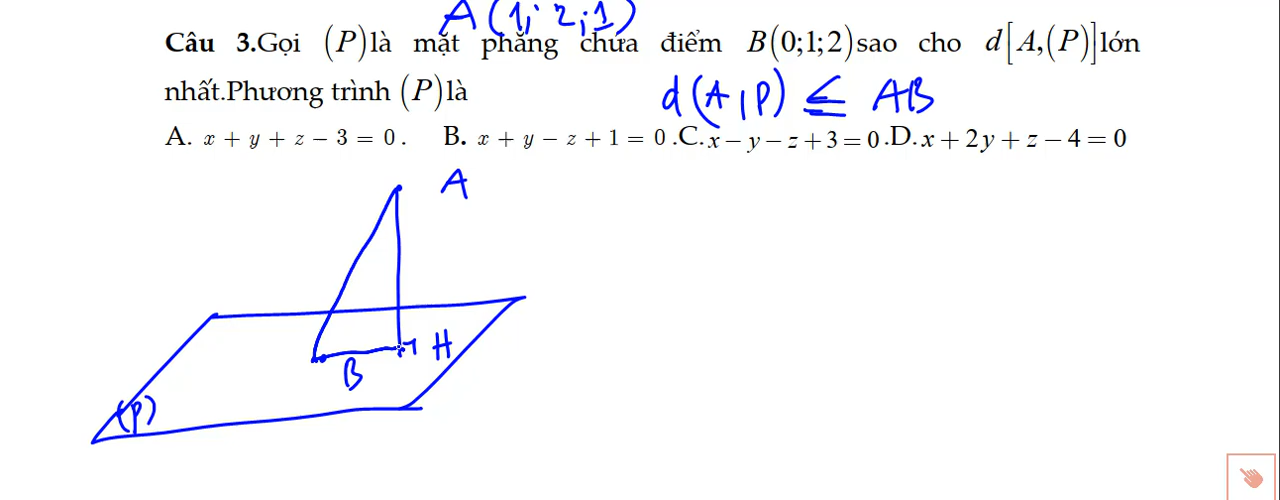 A(1;2;1)
Câu 3.Gọi (P)là mặt phẳng chứa điểm B(0;1;2)sao cho d[A,(P)]lớn
nhất.Phương trình (P)là
d(A,P) ≤ AB
A. x + y + z − 3 = 0. B. x + y − z + 1 = 0.C.x − y − z + 3 = 0.D.x + 2y + z − 4 = 0
A
H
B
(P)